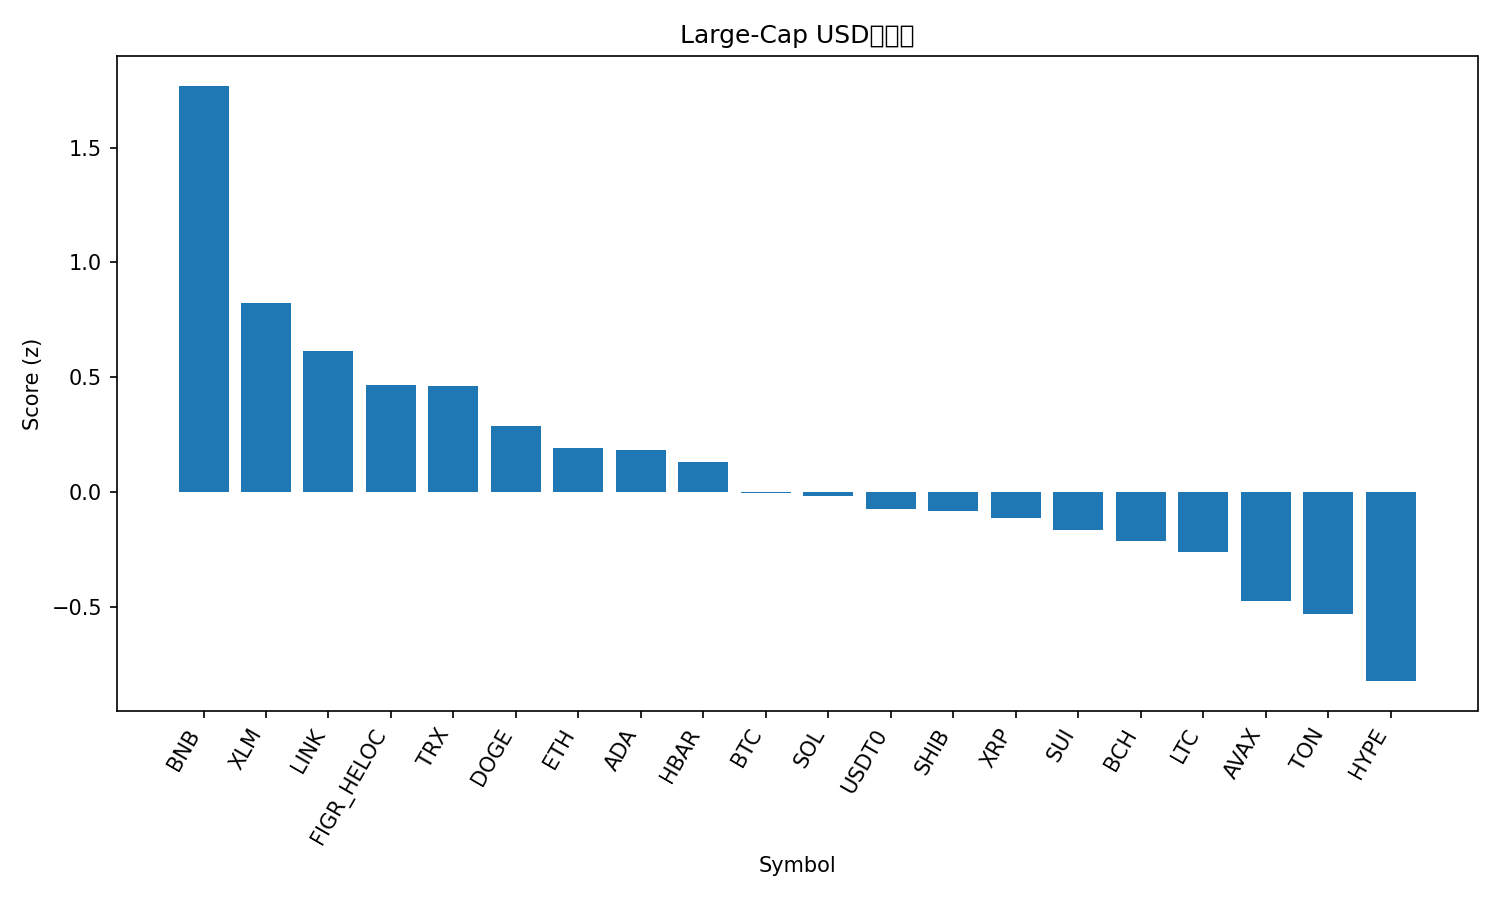 Large-Cap USD
Score (z)
1.5
1.0
0.5
0.0
−0.5
BNB
XLM
LINK
FIGR_HELOC
TRX
DOGE
ETH
ADA
HBAR
BTC
SOL
USDT0
SHIB
XRP
SUI
BCH
LTC
AVAX
TON
HYPE
Symbol